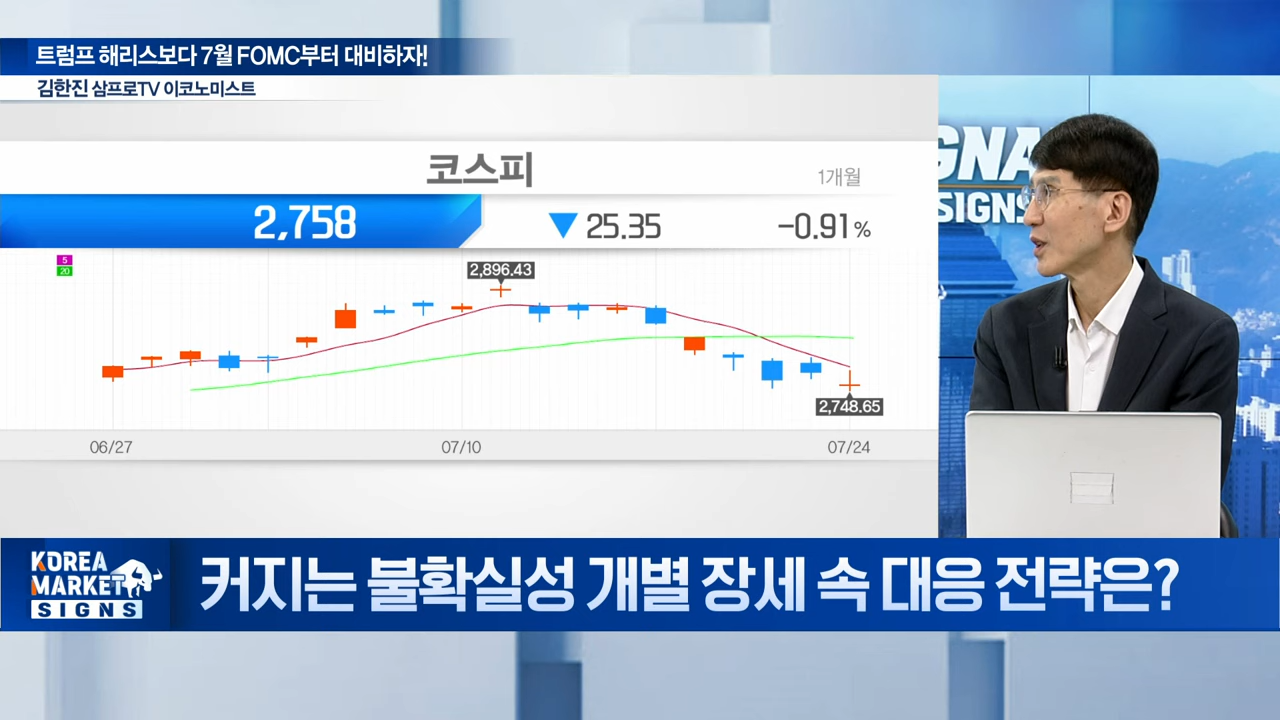 트럼프 해리스보다 7월 FOMC부터 대비하자!
김한진 삼프로TV 이코노미스트
코스피
1개월
2,758
▼ 25.35
-0.91%
5
20
2,896.43
2,748.65
06/27
07/10
07/24
GNA
SIGNS
KOREA
MARKET
SIGNS
커지는 불확실성 개별 장세 속 대응 전략은?